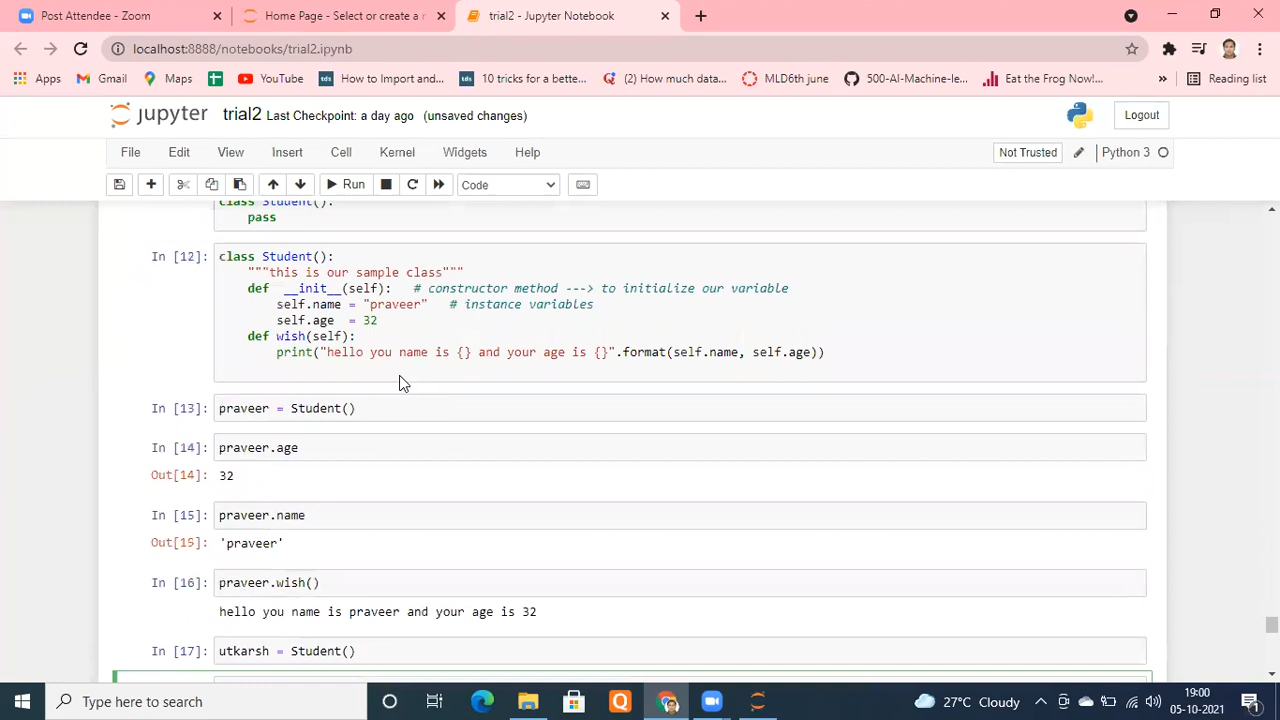 Post Attendee - Zoom
Home Page - Select or create a n
trial2 - Jupyter Notebook
localhost:8888/notebooks/trial2.ipynb
Apps
Gmail
Maps
YouTube
How to Import and...
10 tricks for a bette...
(2) How much data...
MLD6th june
500-AI-Machine-le...
Eat the Frog Now!...
Reading list
jupyter trial2 Last Checkpoint: a day ago (unsaved changes)
Logout
File Edit View Insert Cell Kernel Widgets Help
Not Trusted
Python 3
Run
Code
class Student():
pass
In [12]: class Student():
"""this is our sample class"""
def __init__(self): # constructor method ---> to initialize our variable
self.name = "praveer" # instance variables
self.age = 32
def wish(self):
print("hello you name is {} and your age is {}".format(self.name, self.age))
In [13]: praveer = Student()
In [14]: praveer.age
Out[14]: 32
In [15]: praveer.name
Out[15]: 'praveer'
In [16]: praveer.wish()
hello you name is praveer and your age is 32
In [17]: utkarsh = Student()
Type here to search
27°C Cloudy
19:00
05-10-2021